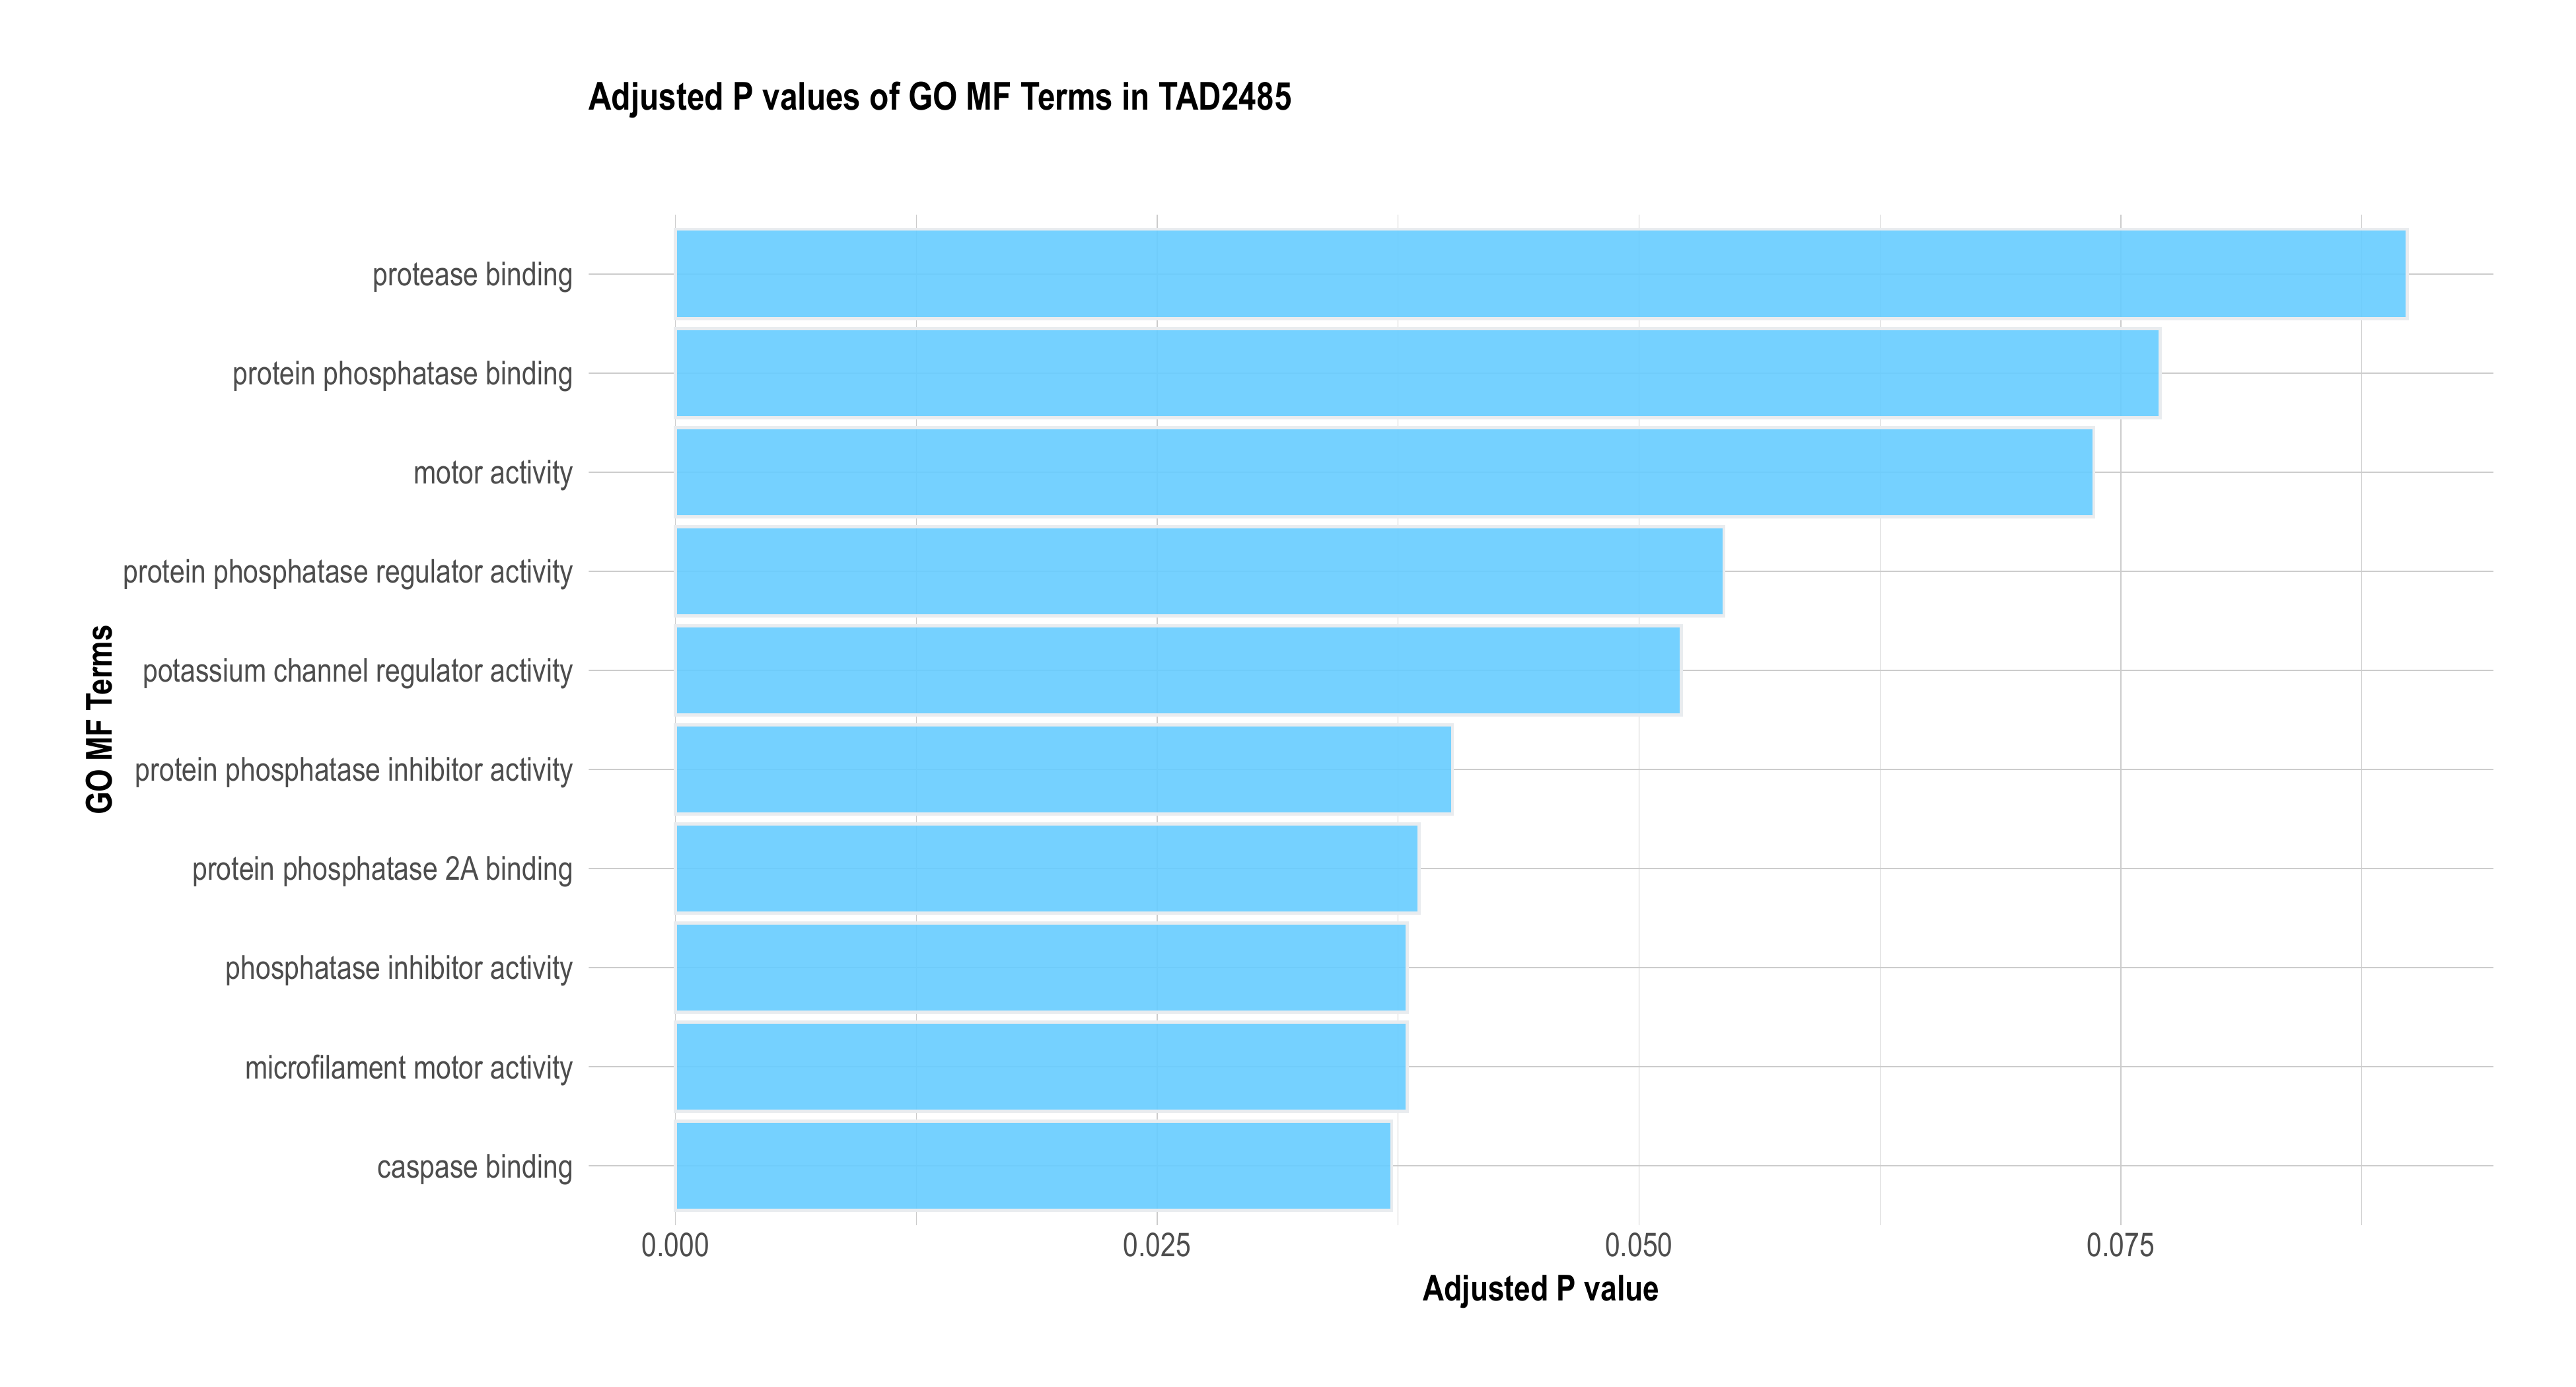 Adjusted P values of GO MF Terms in TAD2485
GO MF Terms
protease binding
protein phosphatase binding
motor activity
protein phosphatase regulator activity
potassium channel regulator activity
protein phosphatase inhibitor activity
protein phosphatase 2A binding
phosphatase inhibitor activity
microfilament motor activity
caspase binding
0.000 0.025 0.050 0.075
Adjusted P value